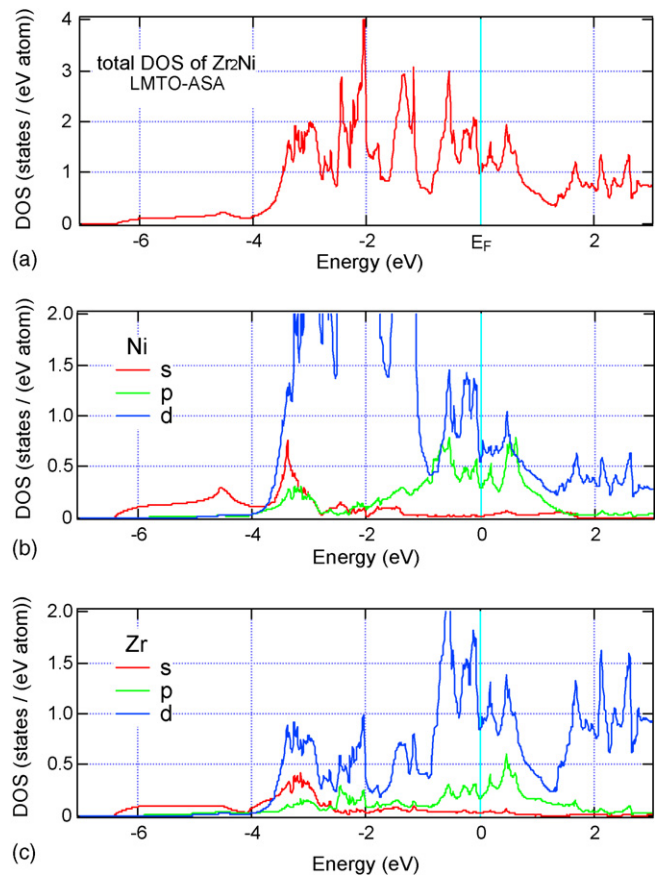 4
3
2
1
0
DOS (states / (eV atom))
total DOS of Zr2Ni
LMTO-ASA
-6
-4
-2
EF
2
Energy (eV)
(a)
2.0
1.5
1.0
0.5
0
DOS (states / (eV atom))
Ni
s
p
d
-6
-4
-2
0
2
Energy (eV)
(b)
2.0
1.5
1.0
0.5
0
DOS (states / (eV atom))
Zr
s
p
d
-6
-4
-2
0
2
Energy (eV)
(c)